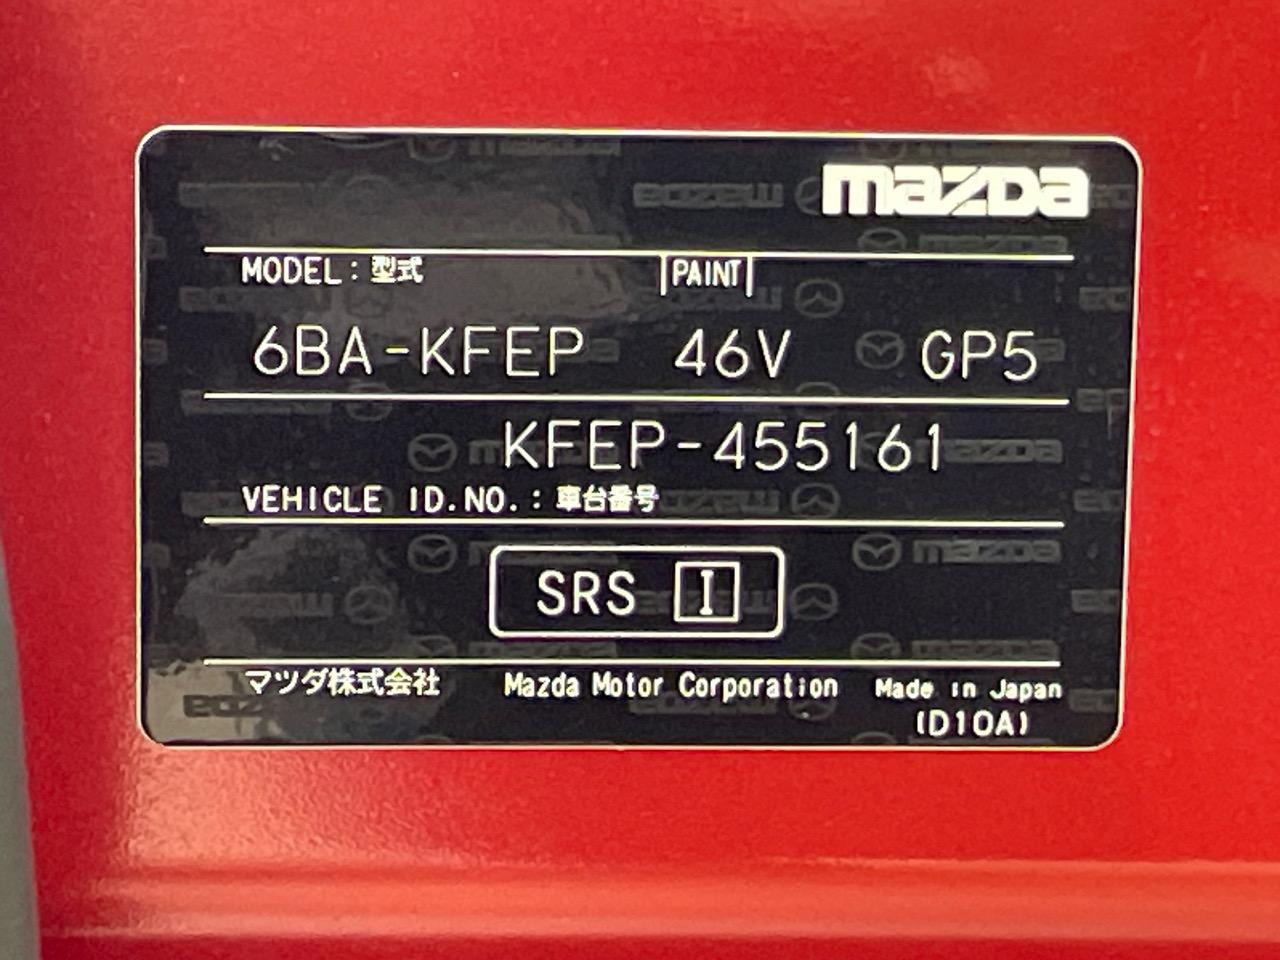 mazda
MODEL : 型式 PAINT
6BA-KFEP 46V GP5
KFEP-455161
VEHICLE ID.NO. : 車台番号
SRS I
マツダ株式会社 Mazda Motor Corporation Made in Japan
(D10A)